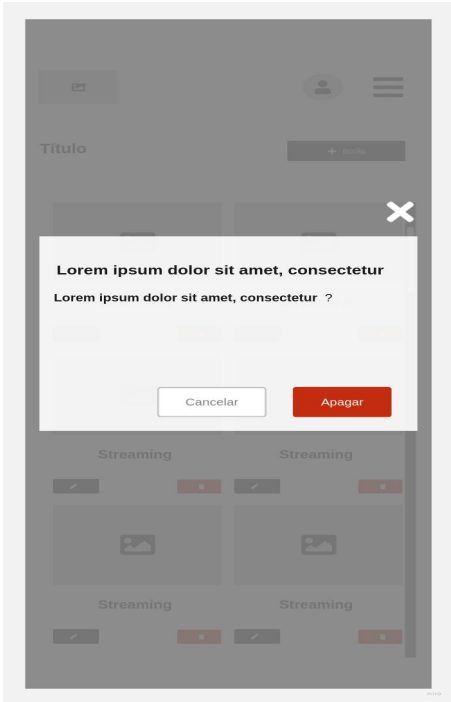 Título
Lorem ipsum dolor sit amet, consectetur
Lorem ipsum dolor sit amet, consectetur ?
Cancelar
Apagar
Streaming
Streaming
Streaming
Streaming